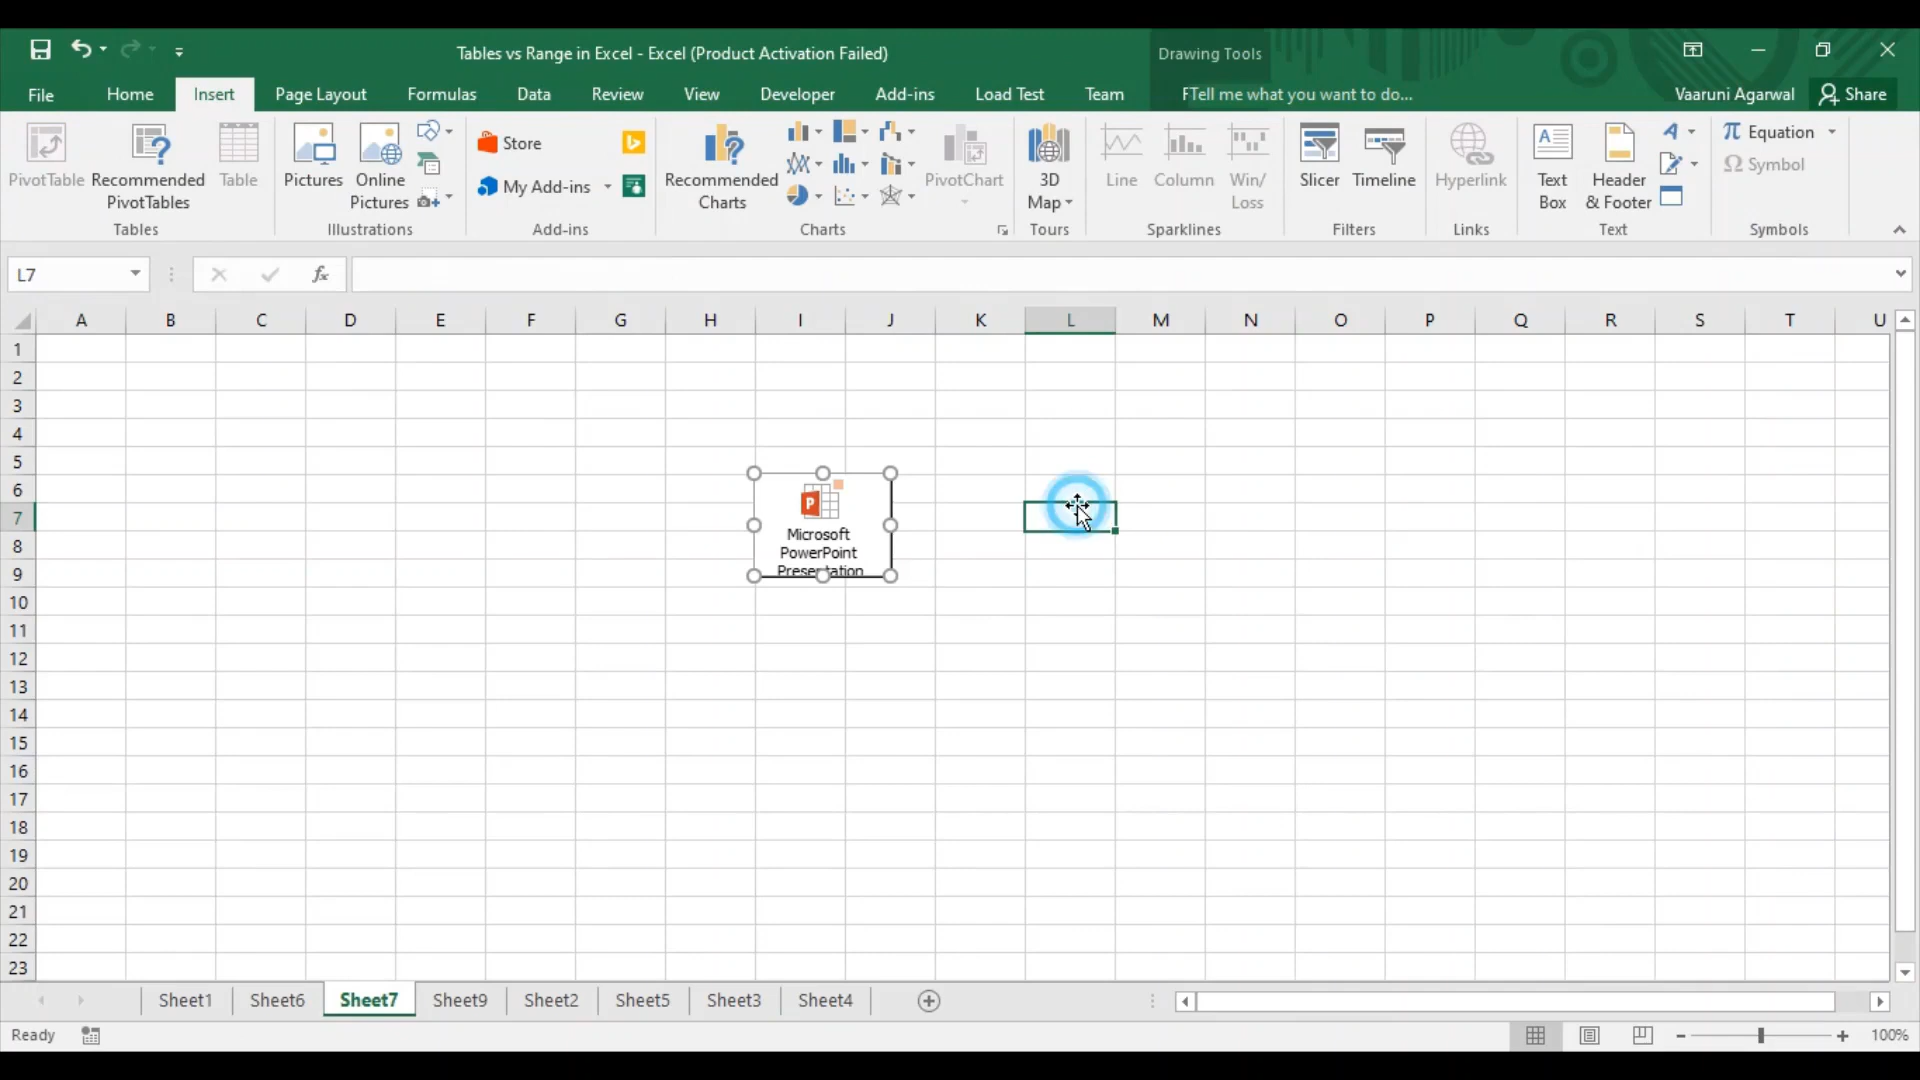 Tables vs Range in Excel - Excel (Product Activation Failed)
Drawing Tools
File
Home
Insert
Page Layout
Formulas
Data
Review
View
Developer
Add-ins
Load Test
Team
F
Tell me what you want to do...
Vaaruni Agarwal
Share
PivotTable
Recommended
PivotTables
Table
Pictures
Online
Pictures
Store
My Add-ins
Recommended
Charts
PivotChart
3D
Map
Line
Column
Win/
Loss
Slicer
Timeline
Hyperlink
Text
Box
Header
& Footer
π Equation
Ω Symbol
Tables
Illustrations
Add-ins
Charts
Tours
Sparklines
Filters
Links
Text
Symbols
L7
fx
A B C D E F G H I J K L M N O P Q R S T U
1
2
3
4
5
6
7
8
9
10
11
12
13
14
15
16
17
18
19
20
21
22
23
P
Microsoft
PowerPoint
Presentation
Sheet1
Sheet6
Sheet7
Sheet9
Sheet2
Sheet5
Sheet3
Sheet4
Ready
100%